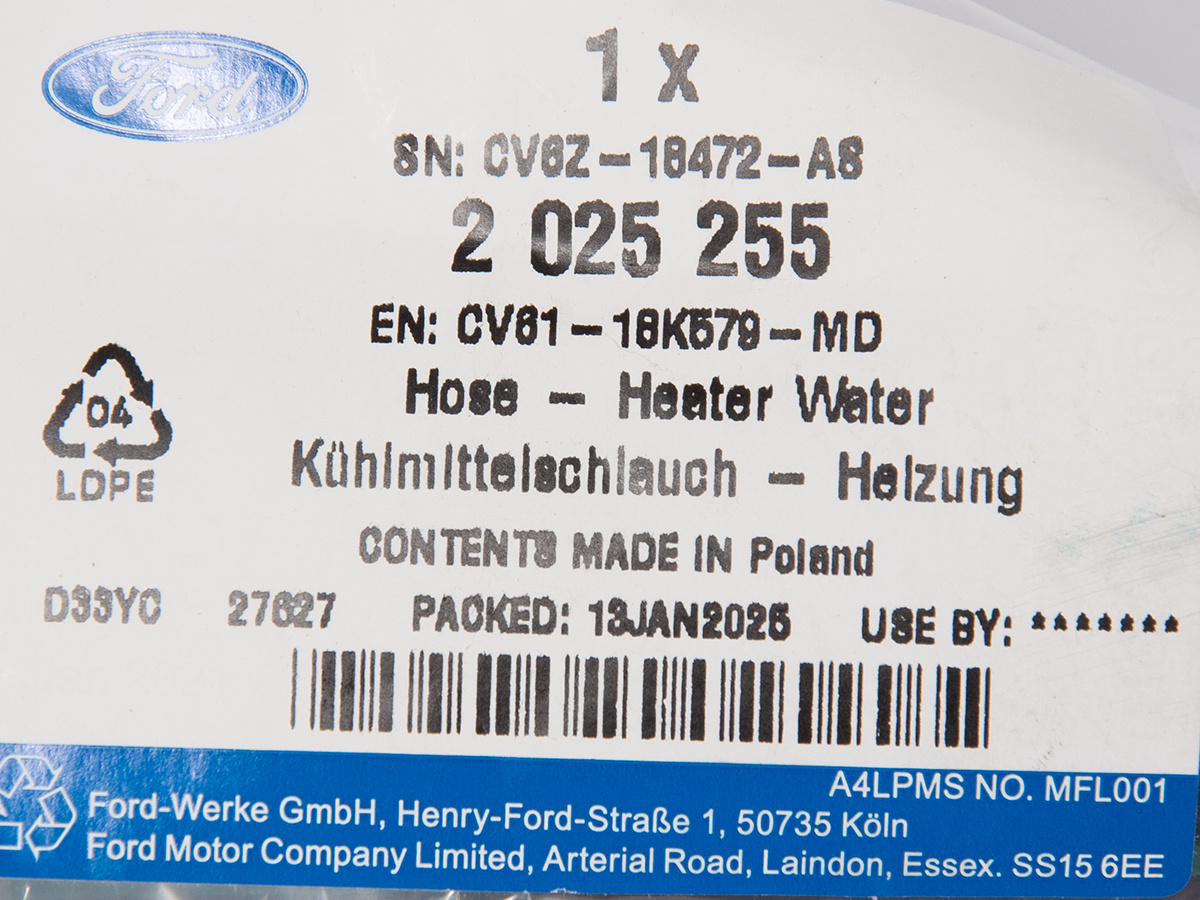 Ford
1 x
SN: CV6Z-18472-AS
2 025 255
EN: CV61-18K579-MD
Hose - Heater Water
Kühlmittelschlauch - Heizung
04
LDPE
CONTENTS MADE IN Poland
D33YC 27627 PACKED: 13JAN2025 USE BY: *******
A4LPMS NO. MFL001
Ford-Werke GmbH, Henry-Ford-Straße 1, 50735 Köln
Ford Motor Company Limited, Arterial Road, Laindon, Essex. SS15 6EE